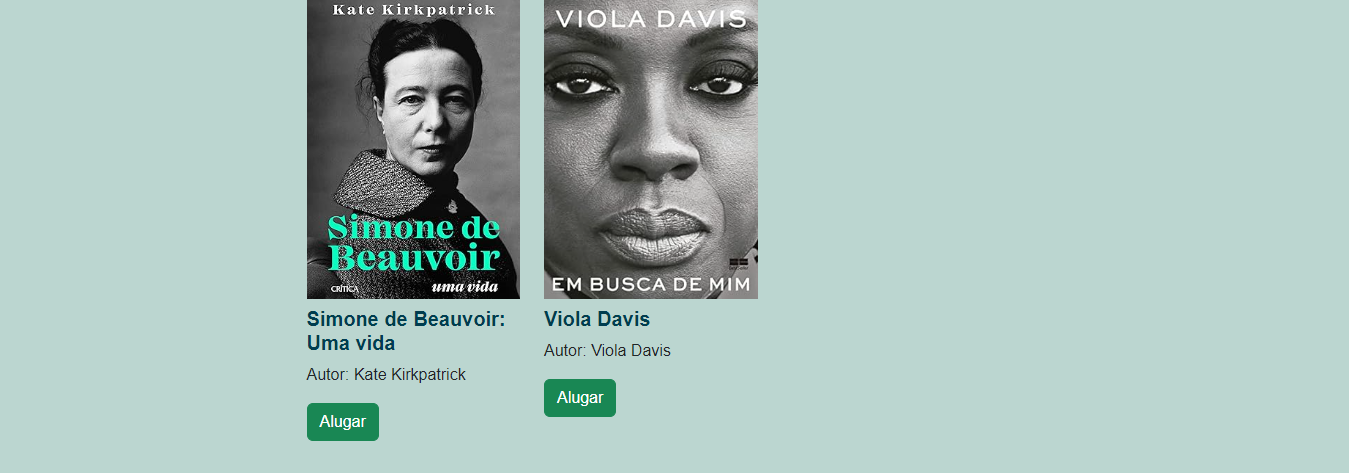 Kate Kirkpatrick
Simone de
Beauvoir
CRÍTICA
uma vida
Simone de Beauvoir:
Uma vida
Autor: Kate Kirkpatrick
Alugar
VIOLA DAVIS
EM BUSCA DE MIM
Viola Davis
Autor: Viola Davis
Alugar